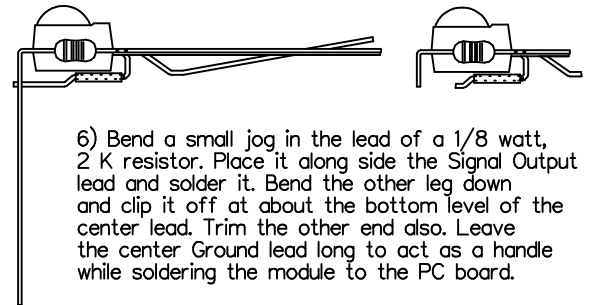 6) Bend a small jog in the lead of a 1/8 watt,
2 K resistor. Place it along side the Signal Output
lead and solder it. Bend the other leg down
and clip it off at about the bottom level of the
center lead. Trim the other end also. Leave
the center Ground lead long to act as a handle
while soldering the module to the PC board.